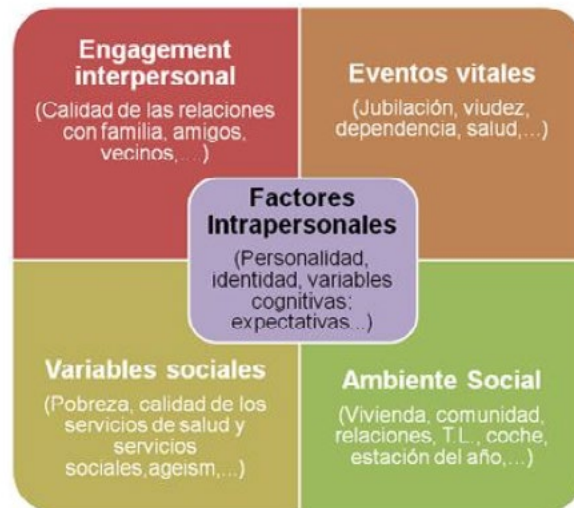 Engagement
interpersonal
(Calidad de las relaciones
con familia, amigos,
vecinos,....)
Eventos vitales
(Jubilación, viudez,
dependencia, salud,...)
Factores
Intrapersonales
(Personalidad,
identidad, variables
cognitivas:
expectativas...)
Variables sociales
(Pobreza, calidad de los
servicios de salud y
servicios
sociales,ageism,...)
Ambiente Social
(Vivienda, comunidad,
relaciones, T.L., coche,
estación del año,...)